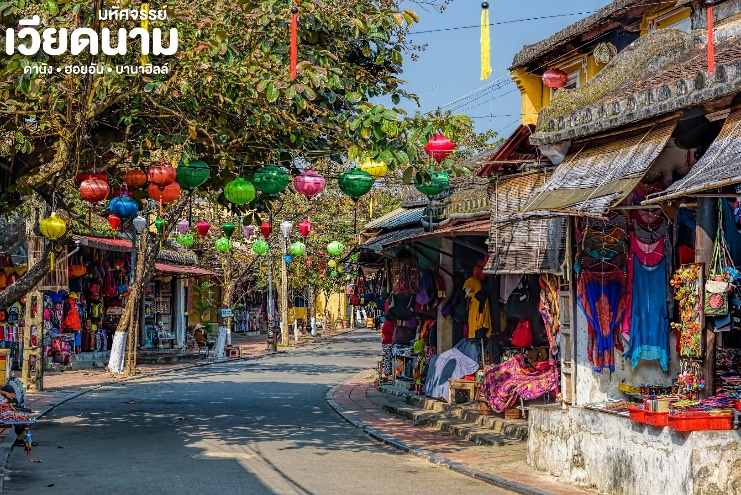 มหัศจรรย์
เวียดนาม
ดานัง • ฮอยอัน • บานาฮิลล์